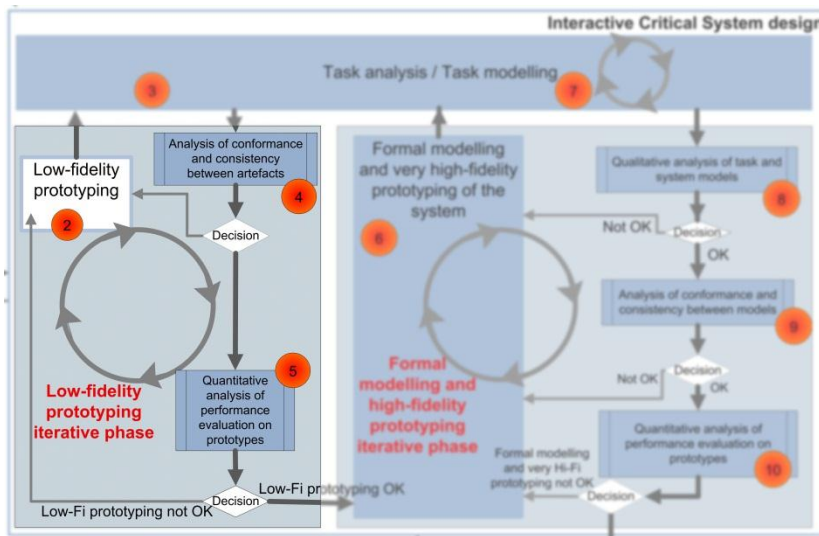 Interactive Critical System design
Task analysis / Task modelling
3
7
Low-fidelity
prototyping
2
Analysis of conformance
and consistency between
artefacts
4
Decision
5
Quantitative
analysis of
performance
evaluation on
prototypes
Low-fidelity
prototyping
iterative phase
Decision
Low-Fi prototyping OK
Low-Fi prototyping not OK
Formal modelling
and very high-fidelity
prototyping of the
system
6
Formal
modelling and
high-fidelity
prototyping
iterative phase
Qualitative analysis of task and
system models
8
Not OK
Decision
OK
Analysis of conformance and
consistency between models
9
Decision
Not OK
OK
Quantitative analysis of
performance evaluation on
prototypes
10
Formal modelling
and very Hi-Fi
prototyping not OK
Decision